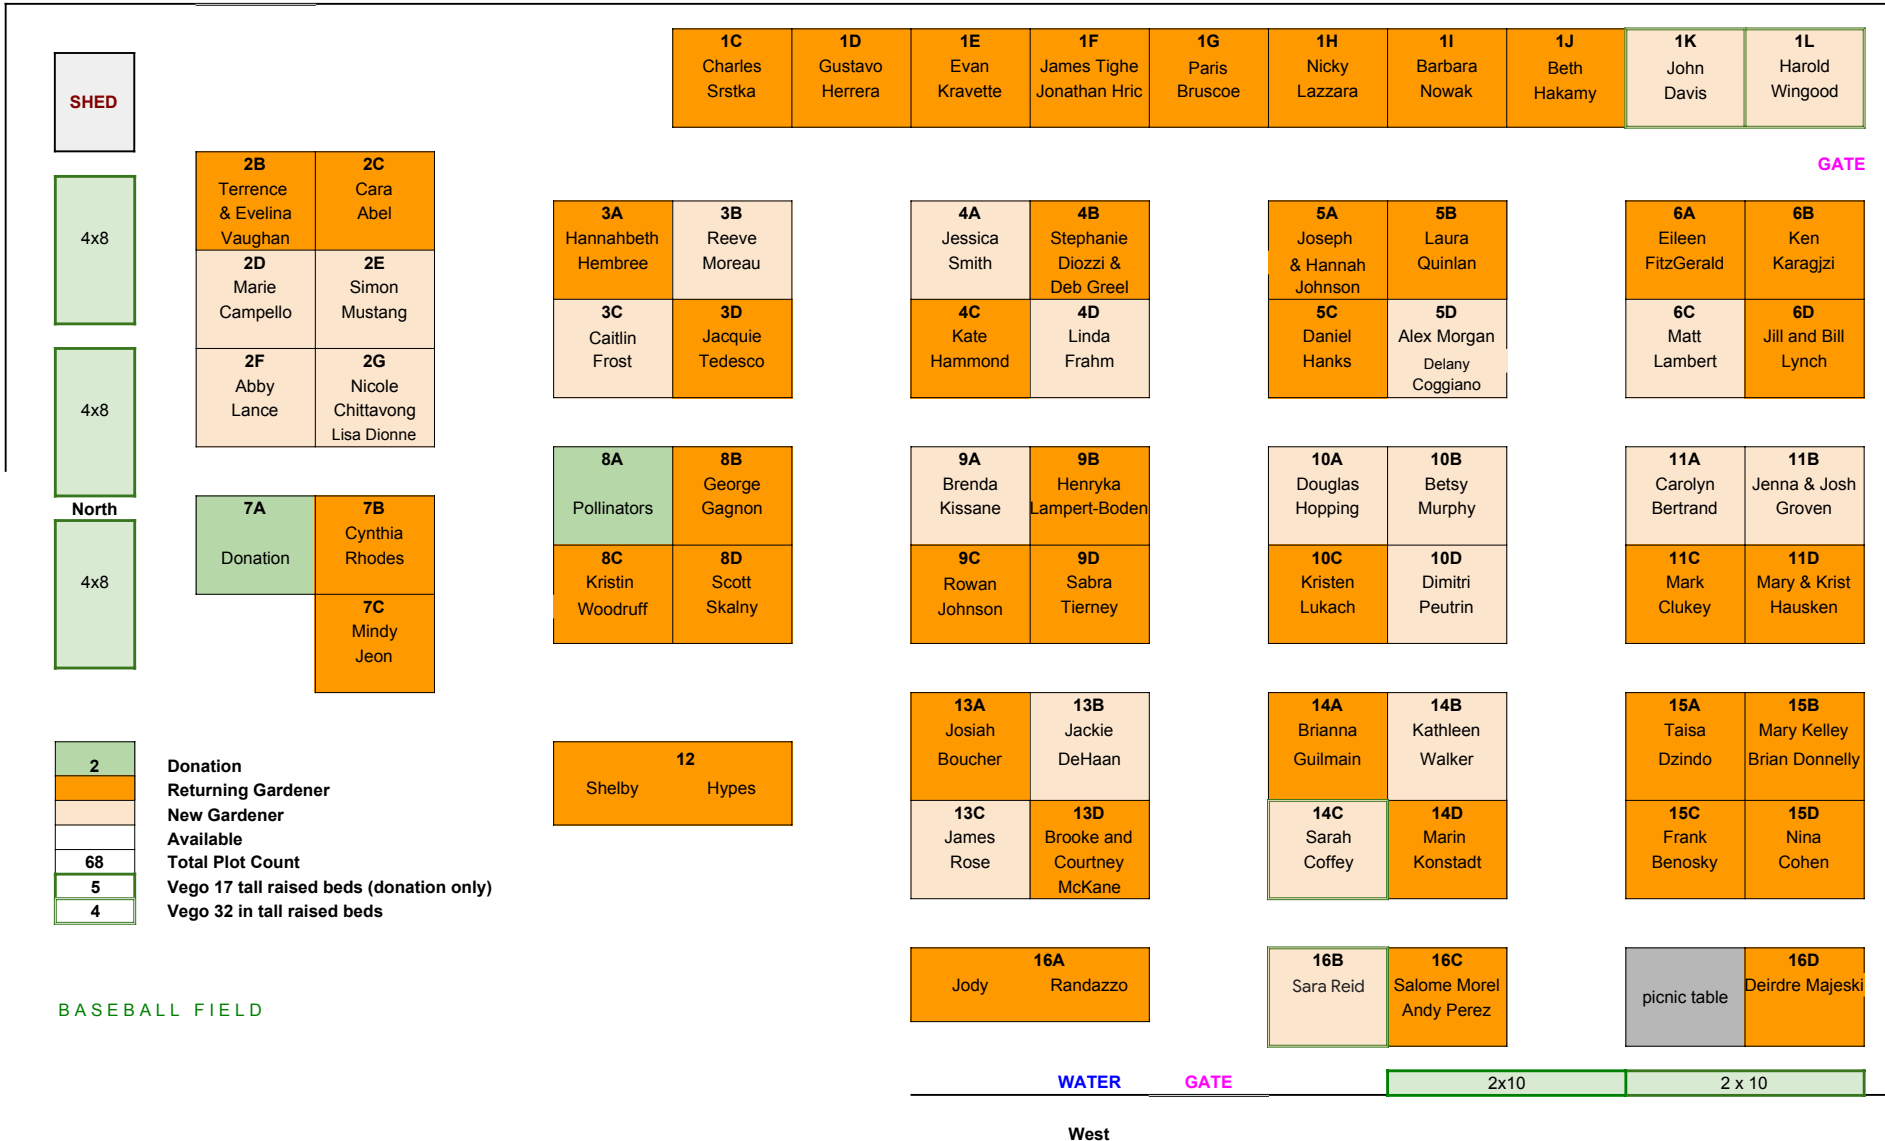 1C
Charles
Srstka
1D
Gustavo
Herrera
1E
Evan
Kravette
1F
James Tighe
Jonathan Hric
1G
Paris
Bruscoe
1H
Nicky
Lazzara
1I
Barbara
Nowak
1J
Beth
Hakamy
1K
John
Davis
1L
Harold
Wingood
SHED
GATE
4x8
2B
Terrence
& Evelina
Vaughan
2C
Cara
Abel
2D
Marie
Campello
2E
Simon
Mustang
2F
Abby
Lance
2G
Nicole
Chittavong
Lisa Dionne
3A
Hannahbeth
Hembree
3B
Reeve
Moreau
3C
Caitlin
Frost
3D
Jacquie
Tedesco
4A
Jessica
Smith
4B
Stephanie
Diozzi &
Deb Greel
4C
Kate
Hammond
4D
Linda
Frahm
5A
Joseph
& Hannah
Johnson
5B
Laura
Quinlan
5C
Daniel
Hanks
5D
Alex Morgan
Delany
Coggiano
6A
Eileen
FitzGerald
6B
Ken
Karagjzi
6C
Matt
Lambert
6D
Jill and Bill
Lynch
4x8
North
4x8
7A
Donation
7B
Cynthia
Rhodes
7C
Mindy
Jeon
8A
Pollinators
8B
George
Gagnon
8C
Kristin
Woodruff
8D
Scott
Skalny
9A
Brenda
Kissane
9B
Henryka
Lampert-Boden
9C
Rowan
Johnson
9D
Sabra
Tierney
10A
Douglas
Hopping
10B
Betsy
Murphy
10C
Kristen
Lukach
10D
Dimitri
Peutrin
11A
Carolyn
Bertrand
11B
Jenna & Josh
Groven
11C
Mark
Clukey
11D
Mary & Krist
Hausken
2 Donation
Returning Gardener
New Gardener
Available
68 Total Plot Count
5 Vego 17 tall raised beds (donation only)
4 Vego 32 in tall raised beds
12
Shelby Hypes
13A
Josiah
Boucher
13B
Jackie
DeHaan
13C
James
Rose
13D
Brooke and
Courtney
McKane
14A
Brianna
Guilmain
14B
Kathleen
Walker
14C
Sarah
Coffey
14D
Marin
Konstadt
15A
Taisa
Dzindo
15B
Mary Kelley
Brian Donnelly
15C
Frank
Benosky
15D
Nina
Cohen
BASEBALL FIELD
16A
Jody Randazzo
16B
Sara Reid
16C
Salome Morel
Andy Perez
picnic table
16D
Deirdre Majeski
WATER
GATE
2x10
2 x 10
West